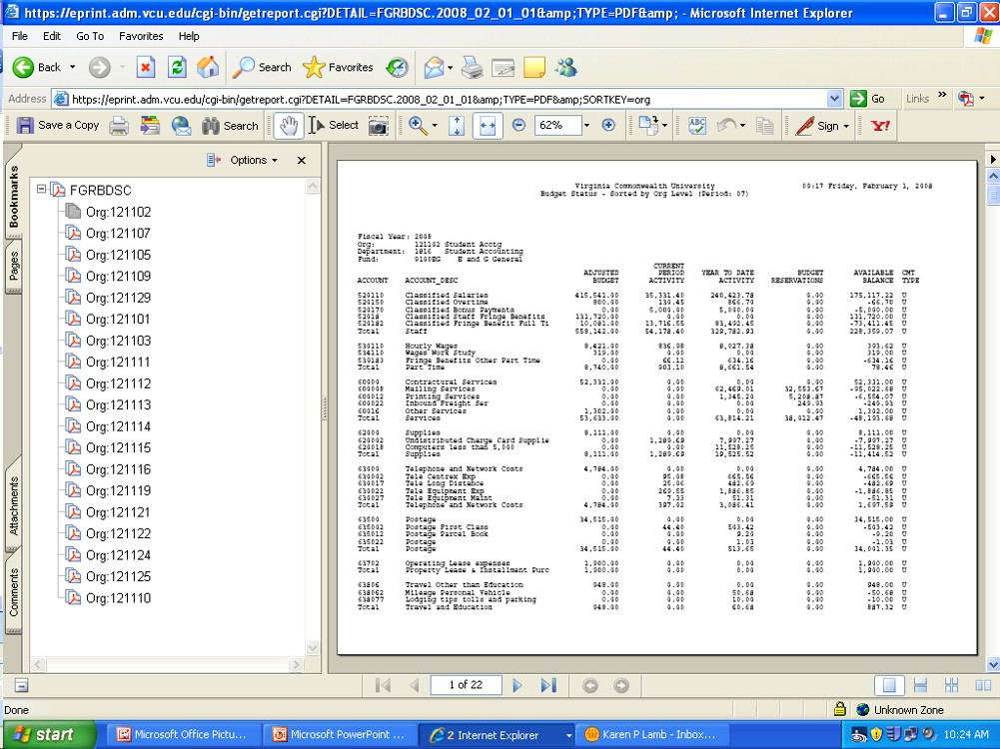 https://eprint.adm.vcu.edu/cgi-bin/getreport.cgi?DETAIL=FGRBDSC.2008_02_01_01&amp;TYPE=PDF&amp; - Microsoft Internet Explorer
File Edit Go To Favorites Help
Back Search Favorites
Address https://eprint.adm.vcu.edu/cgi-bin/getreport.cgi?DETAIL=FGRBDSC.2008_02_01_01&amp;TYPE=PDF&amp;SORTKEY=org Go Links »
Save a Copy Search Select 62% Sign Y!
Options x
Bookmarks
Pages
Attachments
Comments
FGRBDSC
Org:121102
Org:121107
Org:121105
Org:121109
Org:121129
Org:121101
Org:121103
Org:121111
Org:121112
Org:121113
Org:121114
Org:121115
Org:121116
Org:121119
Org:121121
Org:121122
Org:121124
Org:121125
Org:121110
Virginia Commonwealth University 09:17 Friday, February 1, 2008
Budget Status - Sorted by Org Level (Period: 07)
Fiscal Year: 2008
Org: 121102 Student Acctg
Department: 1816 Student Accounting
Fund: 9100EG E and G General
CURRENT
ADJUSTED PERIOD YEAR TO DATE BUDGET AVAILABLE CMT
ACCOUNT ACCOUNT_DESC BUDGET ACTIVITY ACTIVITY RESERVATIONS BALANCE TYPE
520110 Classified Salaries 415,541.00 35,331.40 240,423.78 0.00 175,117.22 U
520150 Classified Overtime 800.00 130.45 866.70 0.00 -66.70 U
520170 Classified Bonus Payments 0.00 5,000.00 5,000.00 0.00 -5,000.00 U
52018 Classified Staff Fringe Benefits 131,720.00 0.00 0.00 0.00 131,720.00 U
520182 Classified Fringe Benefit Full Ti 10,081.00 13,716.55 83,492.45 0.00 -73,411.45 U
Total Staff 558,142.00 54,178.40 329,782.93 0.00 228,359.07 U
530110 Hourly Wages 8,421.00 836.98 8,027.38 0.00 393.62 U
534110 Wages Work Study 319.00 0.00 0.00 0.00 319.00 U
539183 Fringe Benefits Other Part Time 0.00 66.12 634.16 0.00 -634.16 U
Total Part Time 8,740.00 903.10 8,661.54 0.00 78.46 U
60000 Contractural Services 52,331.00 0.00 0.00 0.00 52,331.00 U
600008 Mailing Services 0.00 0.00 62,469.01 32,553.67 -95,022.68 U
600012 Printing Services 0.00 0.00 1,345.20 5,208.87 -6,554.07 U
600022 Inbound Freight Ser 0.00 0.00 0.00 249.93 -249.93 U
60016 Other Services 1,302.00 0.00 0.00 0.00 1,302.00 U
Total Services 53,633.00 0.00 63,814.21 38,012.47 -48,193.68 U
62000 Supplies 8,111.00 0.00 0.00 0.00 8,111.00 U
620002 Undistributed Charge Card Supplie 0.00 1,289.69 7,997.27 0.00 -7,997.27 U
620018 Computers less than 5,000 0.00 0.00 11,528.25 0.00 -11,528.25 U
Total Supplies 8,111.00 1,289.69 19,525.52 0.00 -11,414.52 U
63000 Telephone and Network Costs 4,784.00 0.00 0.00 0.00 4,784.00 U
630002 Tele Centrex Exp 0.00 95.08 665.56 0.00 -665.56 U
630017 Tele Long Distance 0.00 25.06 482.69 0.00 -482.69 U
630022 Tele Equipment Exp 0.00 269.55 1,886.85 0.00 -1,886.85 U
630027 Tele Equipment Maint 0.00 7.33 51.31 0.00 -51.31 U
Total Telephone and Network Costs 4,784.00 397.02 3,086.41 0.00 1,697.59 U
63500 Postage 34,515.00 0.00 0.00 0.00 34,515.00 U
635002 Postage First Class 0.00 44.40 503.42 0.00 -503.42 U
635012 Postage Parcel Book 0.00 0.00 9.20 0.00 -9.20 U
635022 Postage 0.00 0.00 1.03 0.00 -1.03 U
Total Postage 34,515.00 44.40 513.65 0.00 34,001.35 U
63702 Operating Lease expenses 1,900.00 0.00 0.00 0.00 1,900.00 U
Total Property Lease & Installment Purc 1,900.00 0.00 0.00 0.00 1,900.00 U
63806 Travel Other than Education 948.00 0.00 0.00 0.00 948.00 U
638062 Mileage Personal Vehicle 0.00 0.00 50.68 0.00 -50.68 U
638077 Lodging tips tolls and parking 0.00 0.00 10.00 0.00 -10.00 U
Total Travel and Education 948.00 0.00 60.68 0.00 887.32 U
1 of 22
Done Unknown Zone
start Microsoft Office Pictu... Microsoft PowerPoint ... 2 Internet Explorer Karen P Lamb - Inbox... 10:24 AM